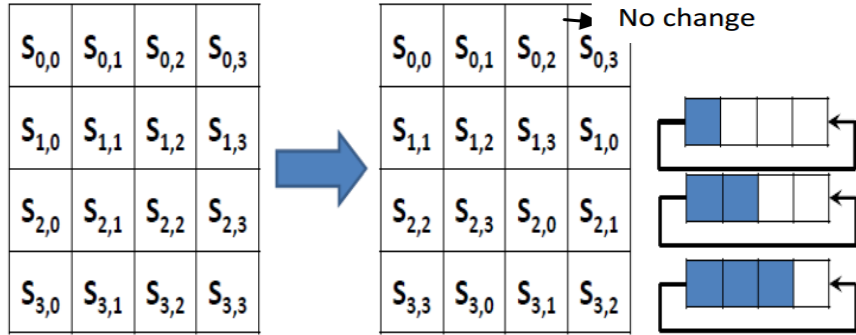 No change
S0,0 S0,1 S0,2 S0,3 S0,0 S0,1 S0,2 S0,3
S1,0 S1,1 S1,2 S1,3 S1,1 S1,2 S1,3 S1,0
S2,0 S2,1 S2,2 S2,3 S2,2 S2,3 S2,0 S2,1
S3,0 S3,1 S3,2 S3,3 S3,3 S3,0 S3,1 S3,2